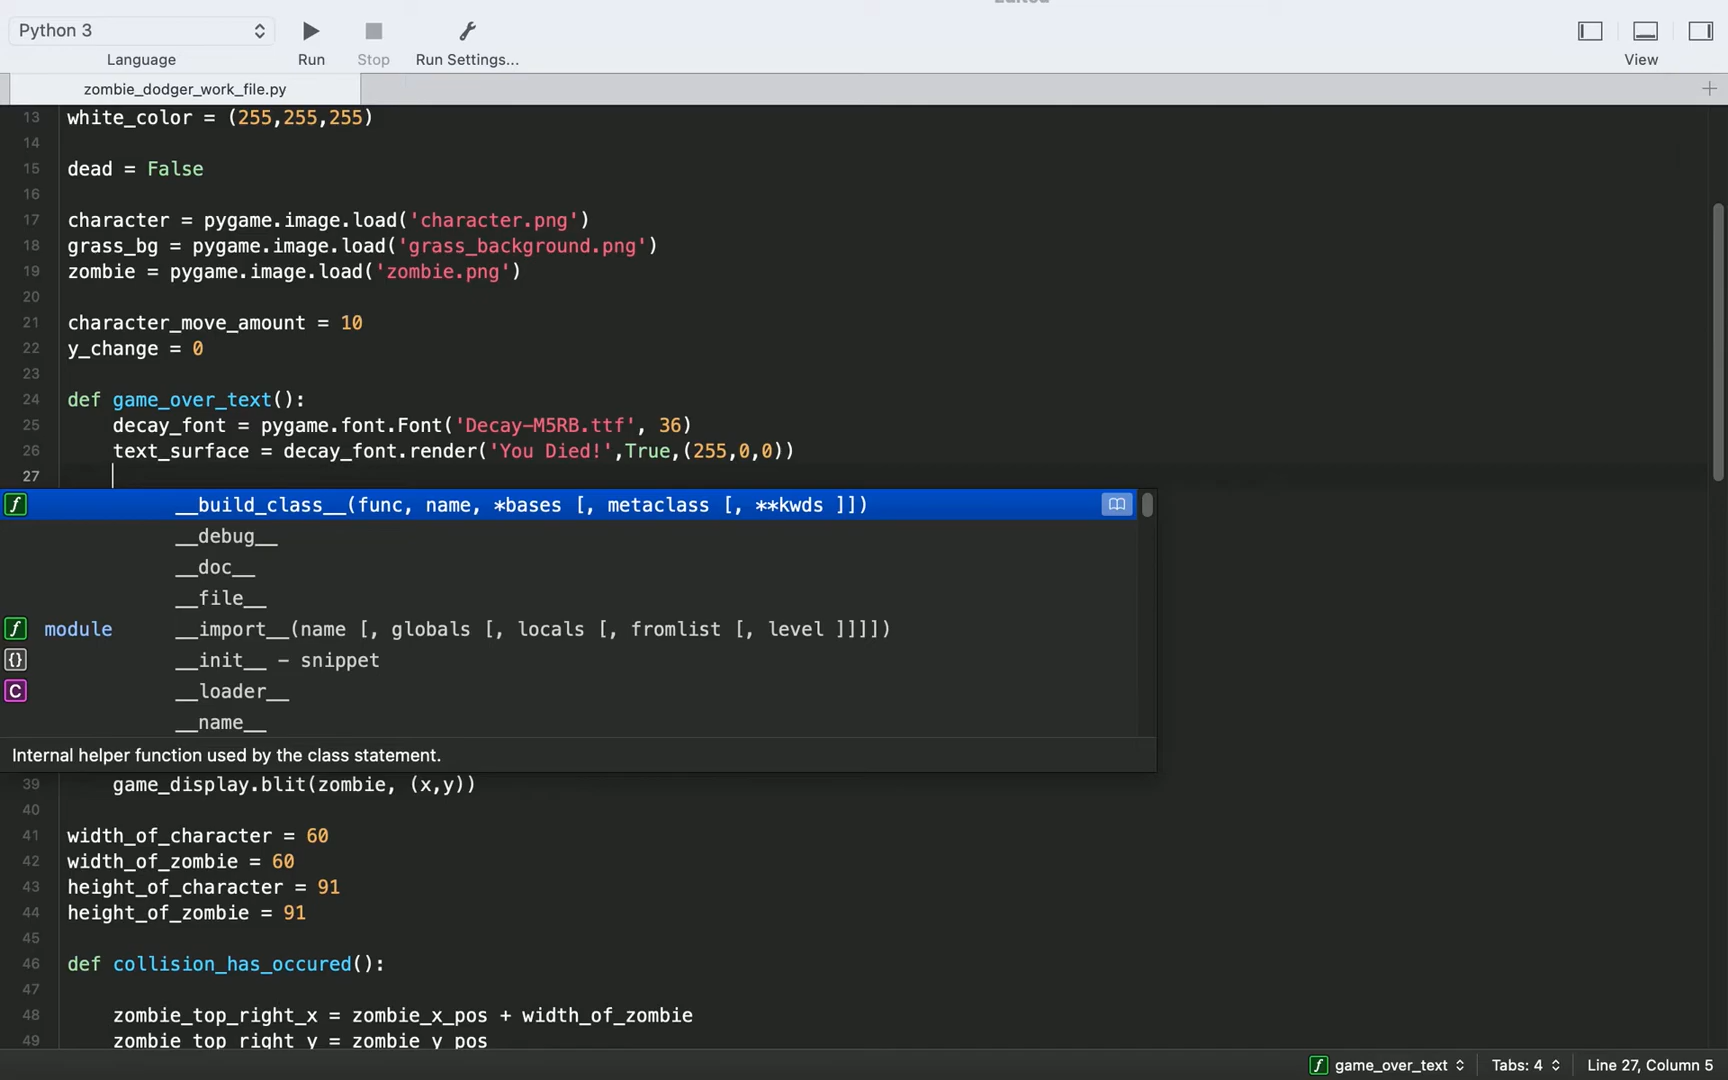 Python 3
Language
Run
Stop
Run Settings...
View
zombie_dodger_work_file.py
13 white_color = (255,255,255)
14
15 dead = False
16
17 character = pygame.image.load('character.png')
18 grass_bg = pygame.image.load('grass_background.png')
19 zombie = pygame.image.load('zombie.png')
20
21 character_move_amount = 10
22 y_change = 0
23
24 def game_over_text():
25 decay_font = pygame.font.Font('Decay-M5RB.ttf', 36)
26 text_surface = decay_font.render('You Died!',True,(255,0,0))
27
f __build_class__(func, name, *bases [, metaclass [, **kwds ]])
__debug__
__doc__
__file__
f module __import__(name [, globals [, locals [, fromlist [, level ]]]])
{} __init__ – snippet
C __loader__
__name__
Internal helper function used by the class statement.
39 game_display.blit(zombie, (x,y))
40
41 width_of_character = 60
42 width_of_zombie = 60
43 height_of_character = 91
44 height_of_zombie = 91
45
46 def collision_has_occured():
47
48 zombie_top_right_x = zombie_x_pos + width_of_zombie
49 zombie_top_right_y = zombie_y_pos
f game_over_text
Tabs: 4
Line 27, Column 5